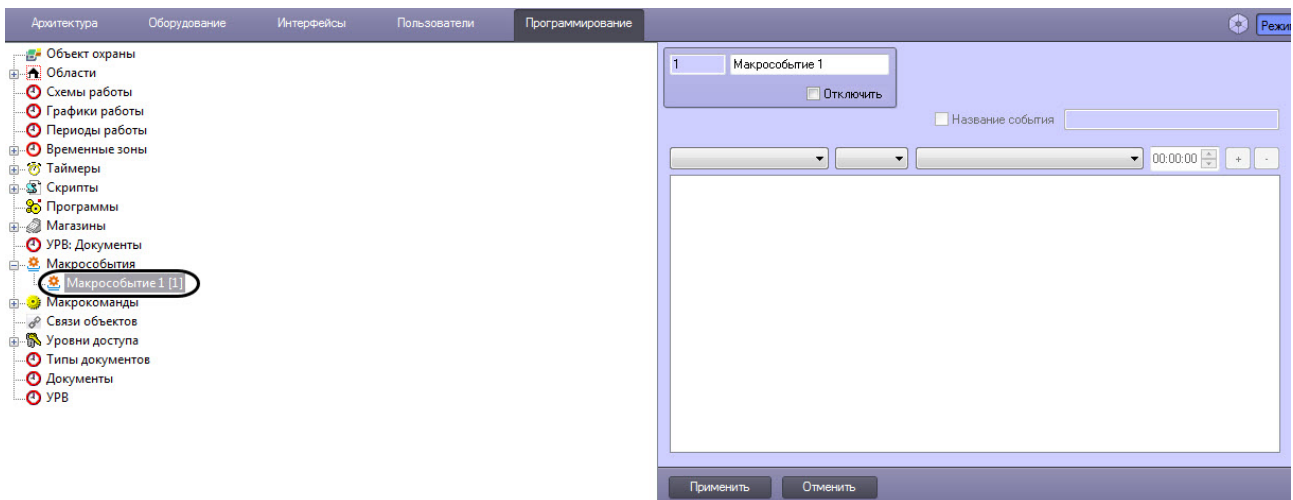 Архитектура Оборудование Интерфейсы Пользователи Программирование
Объект охраны
Области
Схемы работы
Графики работы
Периоды работы
Временные зоны
Таймеры
Скрипты
Программы
Магазины
УРВ: Документы
Макрособытия
Макрособытие 1 [1]
Макрокоманды
Связи объектов
Уровни доступа
Типы документов
Документы
УРВ
Режи
1 Макрособытие 1
Отключить
Название события
00:00:00 + -
Применить Отменить